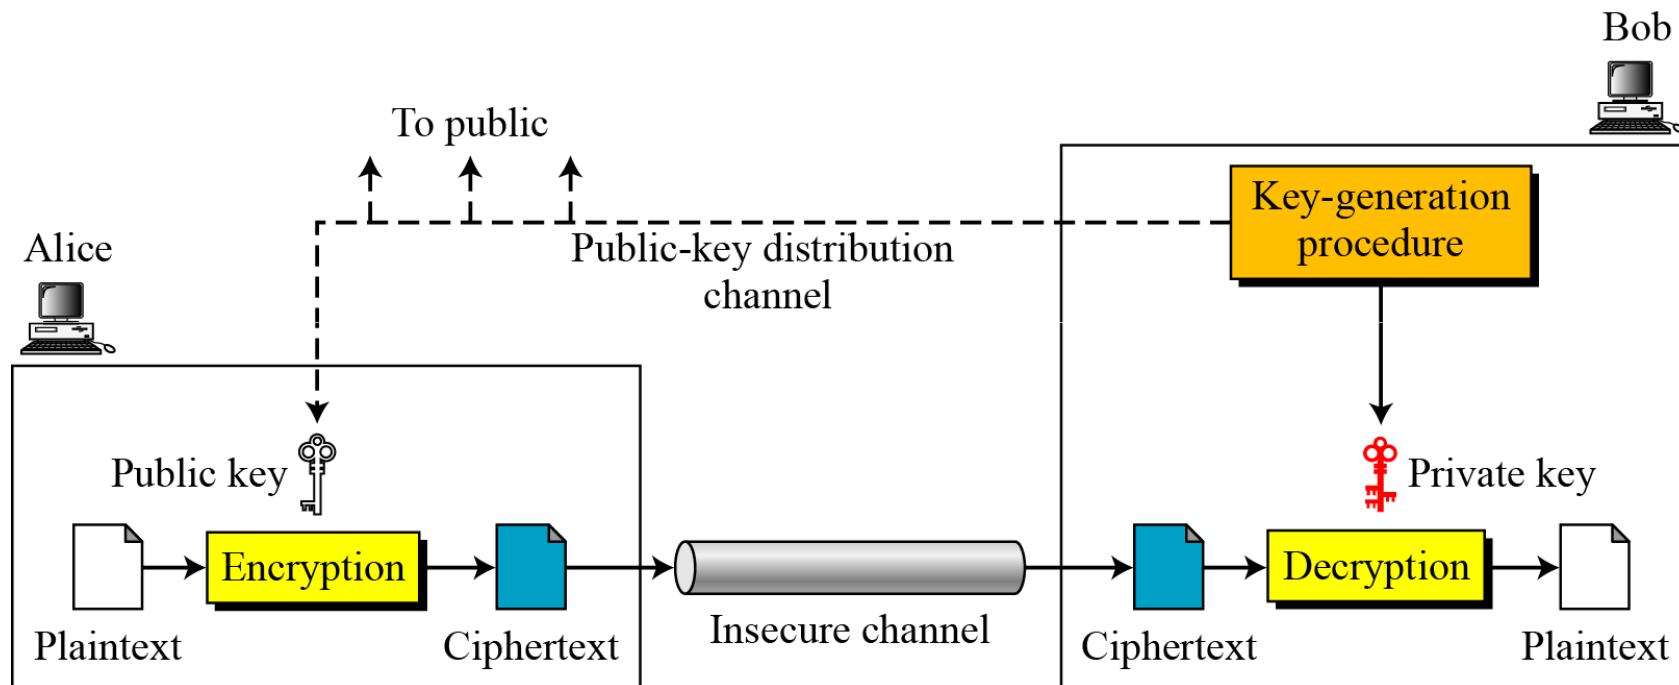 Bob
To public
Key-generation
procedure
Alice
Public-key distribution
channel
Public key
Private key
Encryption
Decryption
Plaintext
Ciphertext
Insecure channel
Ciphertext
Plaintext